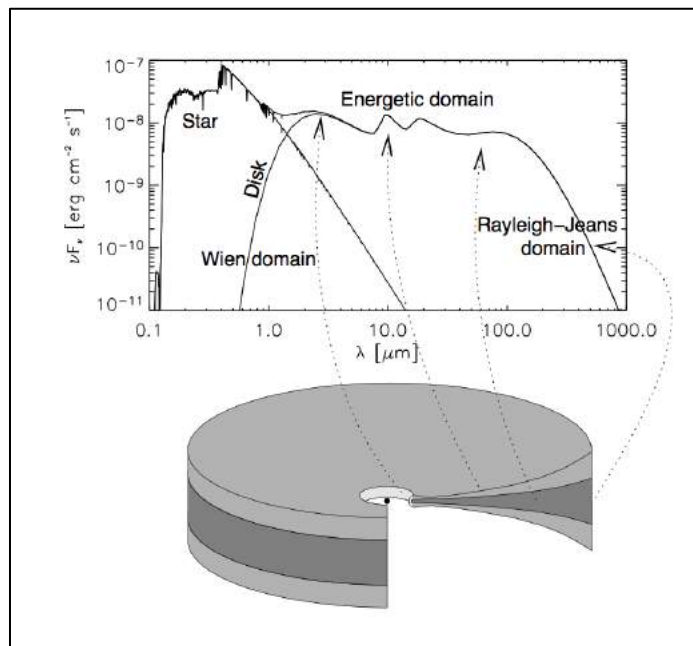 10⁻⁷
10⁻⁸
10⁻⁹
10⁻¹⁰
10⁻¹¹
νFᵥ [erg cm⁻² s⁻¹]
Star
Disk
Wien domain
Energetic domain
Rayleigh−Jeans
domain
0.1
1.0
10.0
100.0
1000.0
λ [μm]